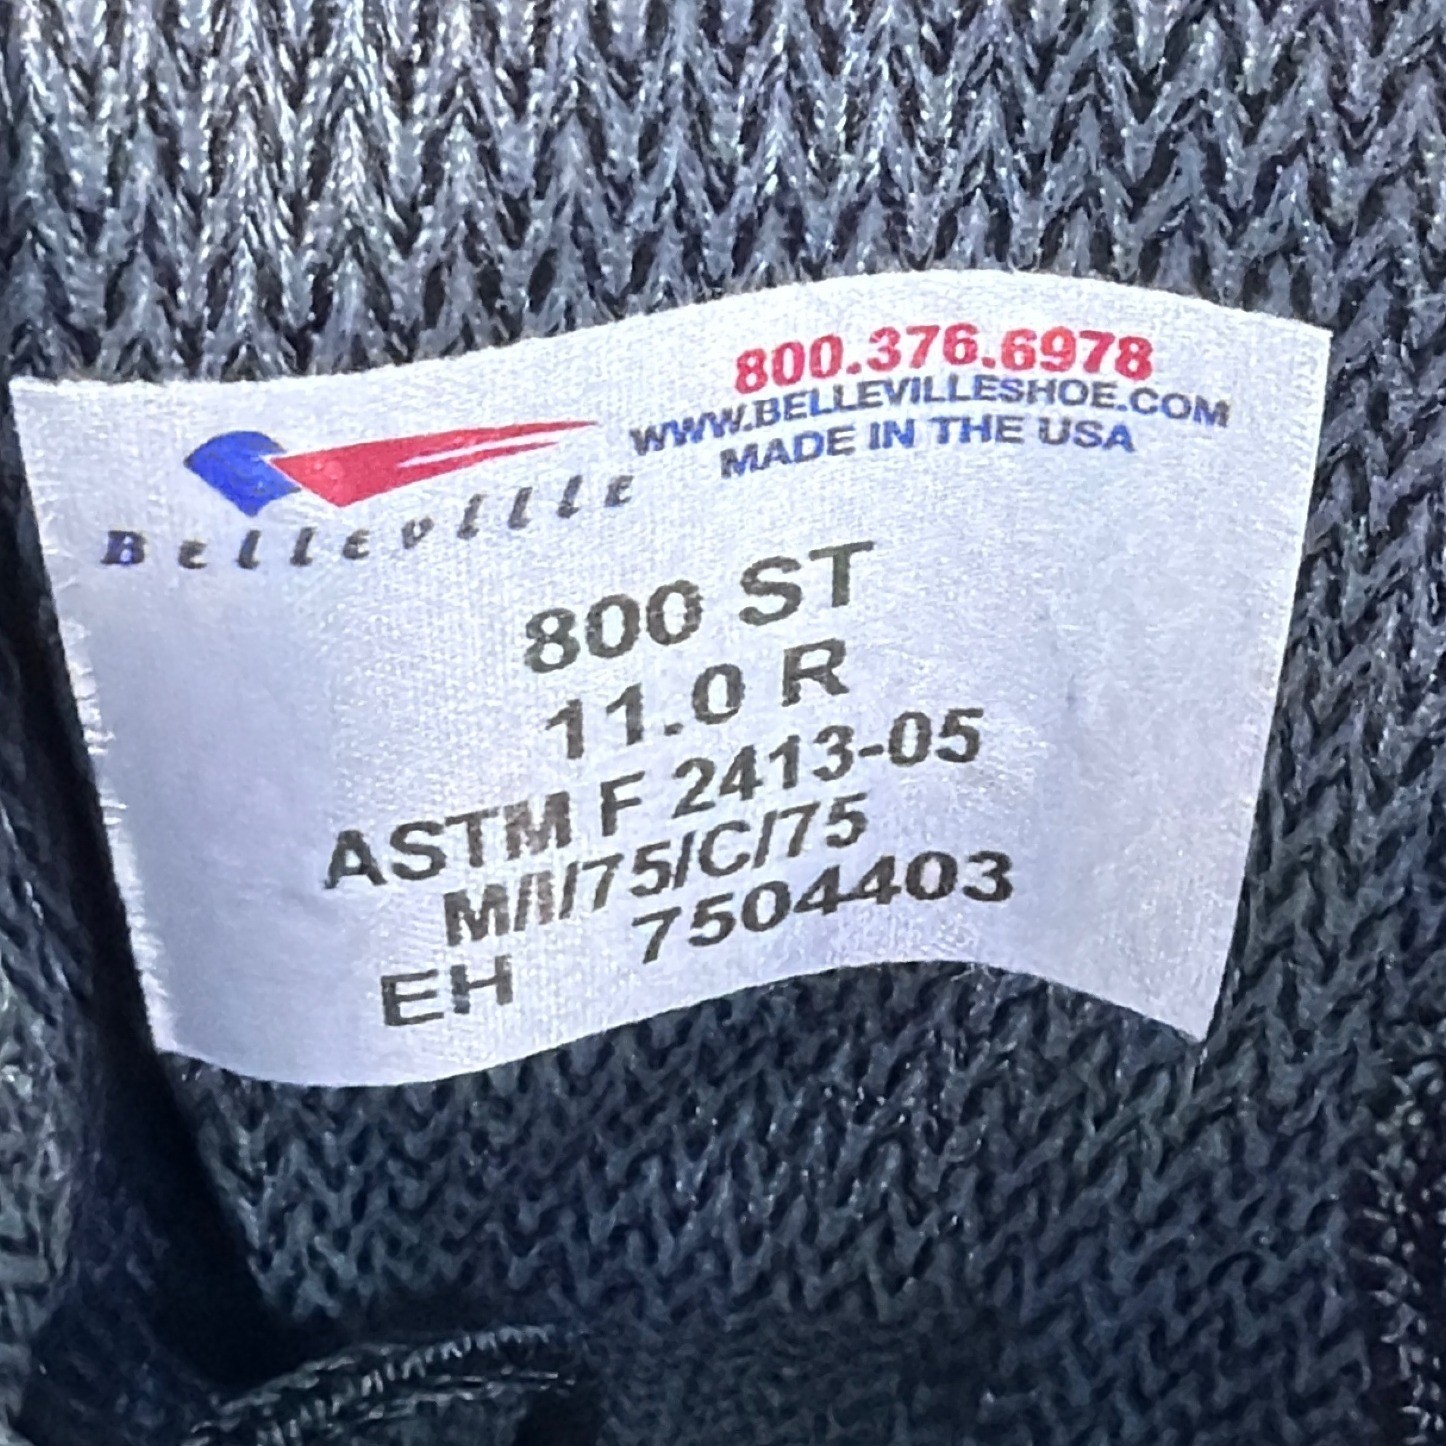 800.376.6978
WWW.BELLEVILLESHOE.COM
MADE IN THE USA
Belleville
800 ST
11.0 R
ASTM F 2413-05
M/I/75/C/75
EH 7504403